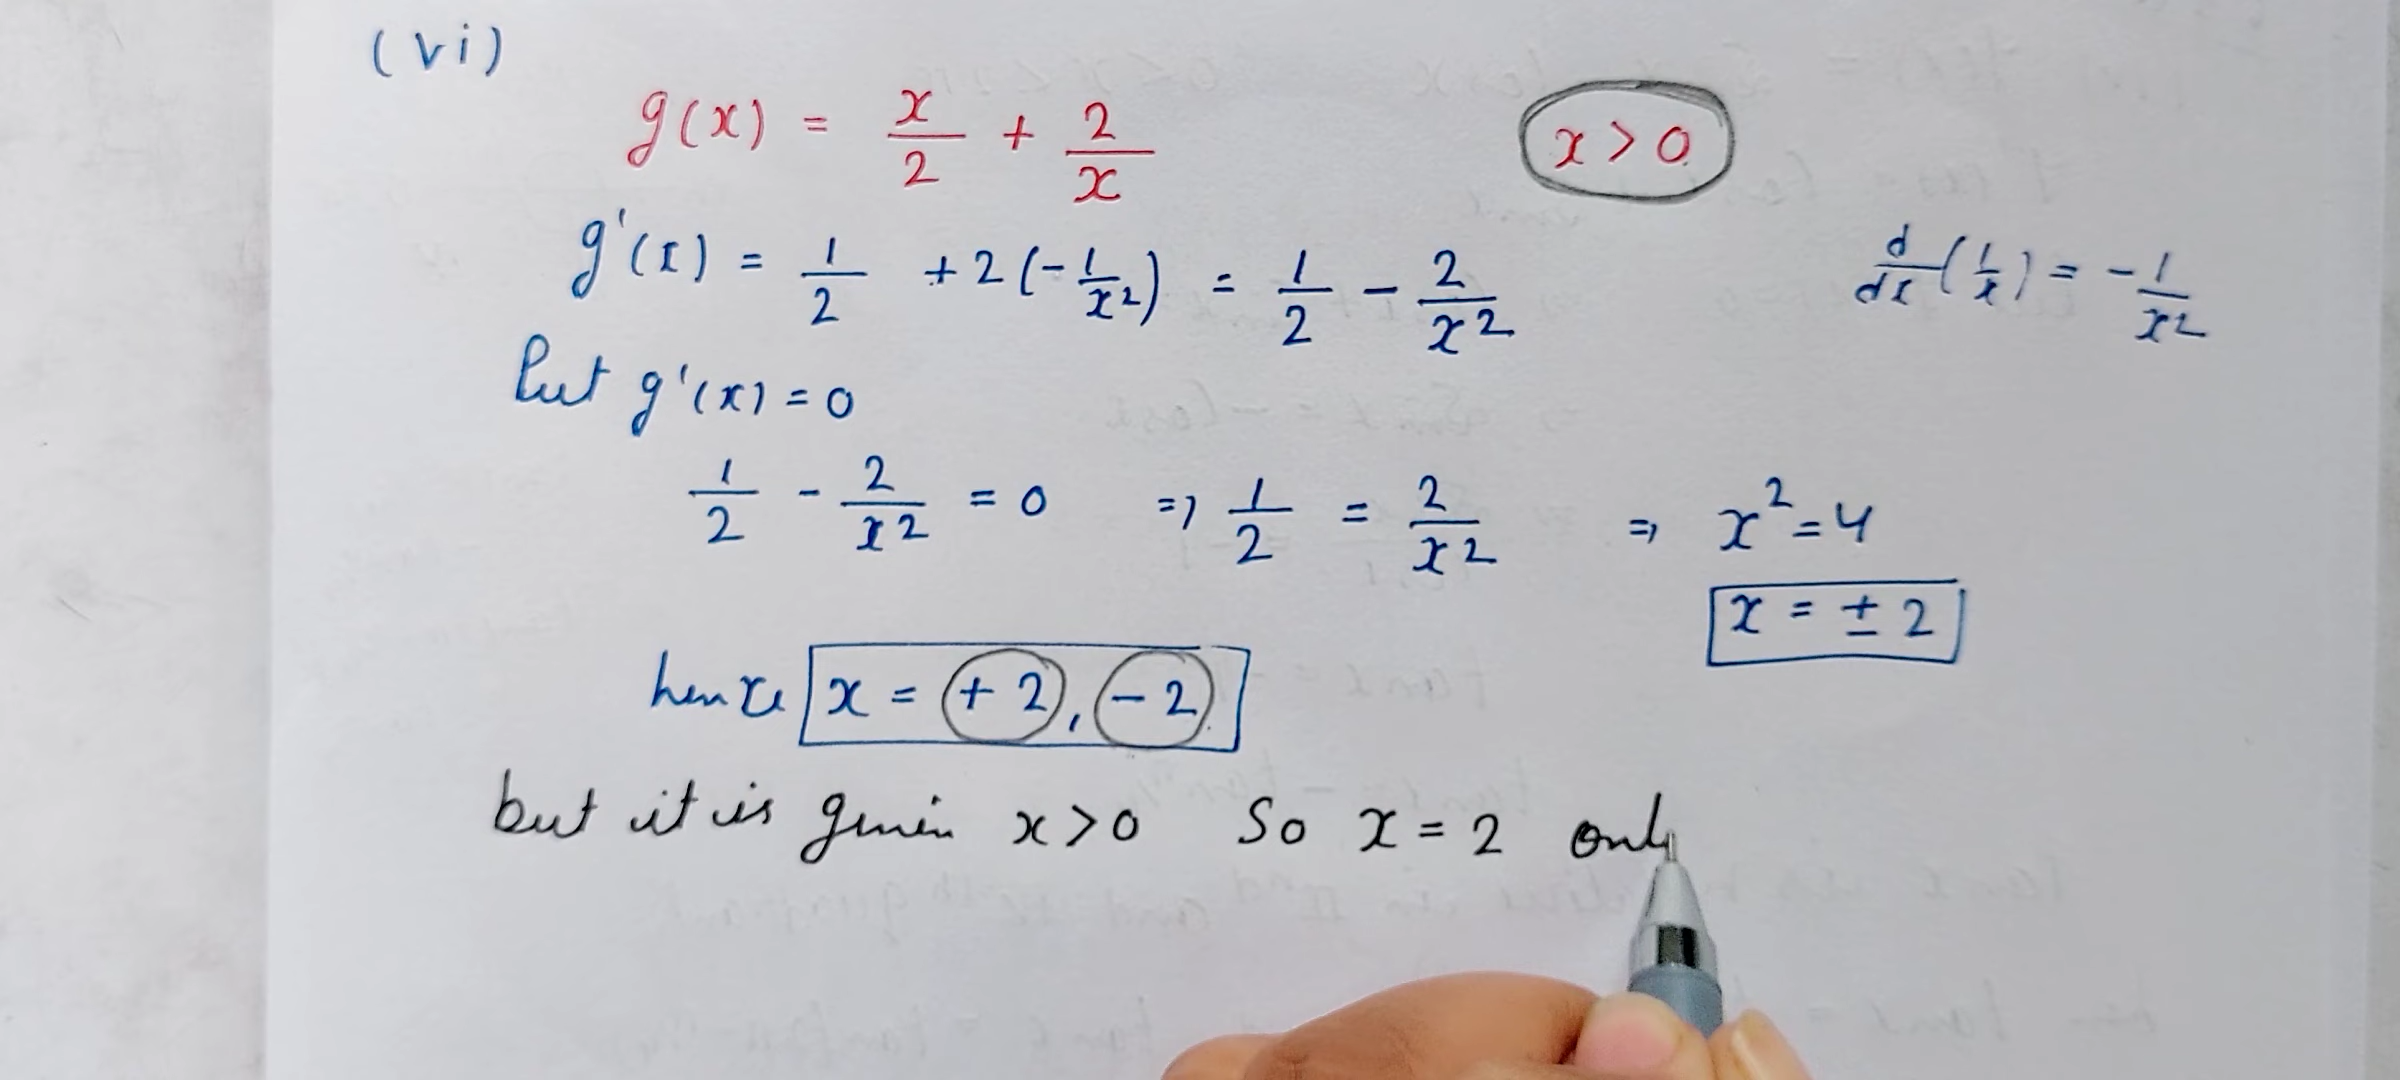 (vi)
g(x) = x/2 + 2/x x > 0
g'(x) = 1/2 + 2(-1/x²) = 1/2 - 2/x² d/dx(1/x) = -1/x²
Put g'(x) = 0
1/2 - 2/x² = 0 ⇒ 1/2 = 2/x² ⇒ x² = 4
x = ± 2
hence x = +2, -2
but it is given x > 0 So x = 2 only